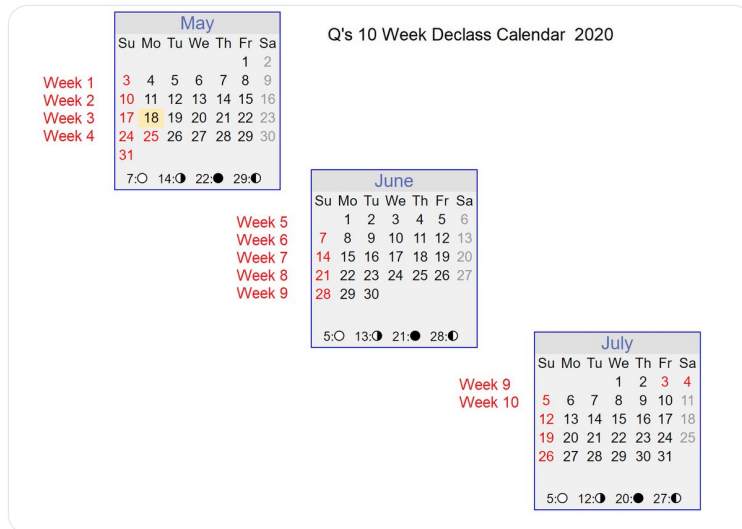 Q's 10 Week Declass Calendar 2020
May
Su Mo Tu We Th Fr Sa
1 2
Week 1 3 4 5 6 7 8 9
Week 2 10 11 12 13 14 15 16
Week 3 17 18 19 20 21 22 23
Week 4 24 25 26 27 28 29 30
31
7:○ 14:◑ 22:● 29:◐
June
Su Mo Tu We Th Fr Sa
Week 5 1 2 3 4 5 6
Week 6 7 8 9 10 11 12 13
Week 7 14 15 16 17 18 19 20
Week 8 21 22 23 24 25 26 27
Week 9 28 29 30
5:○ 13:◑ 21:● 28:◐
July
Su Mo Tu We Th Fr Sa
Week 9 1 2 3 4
Week 10 5 6 7 8 9 10 11
12 13 14 15 16 17 18
19 20 21 22 23 24 25
26 27 28 29 30 31
5:○ 12:◑ 20:● 27:◐